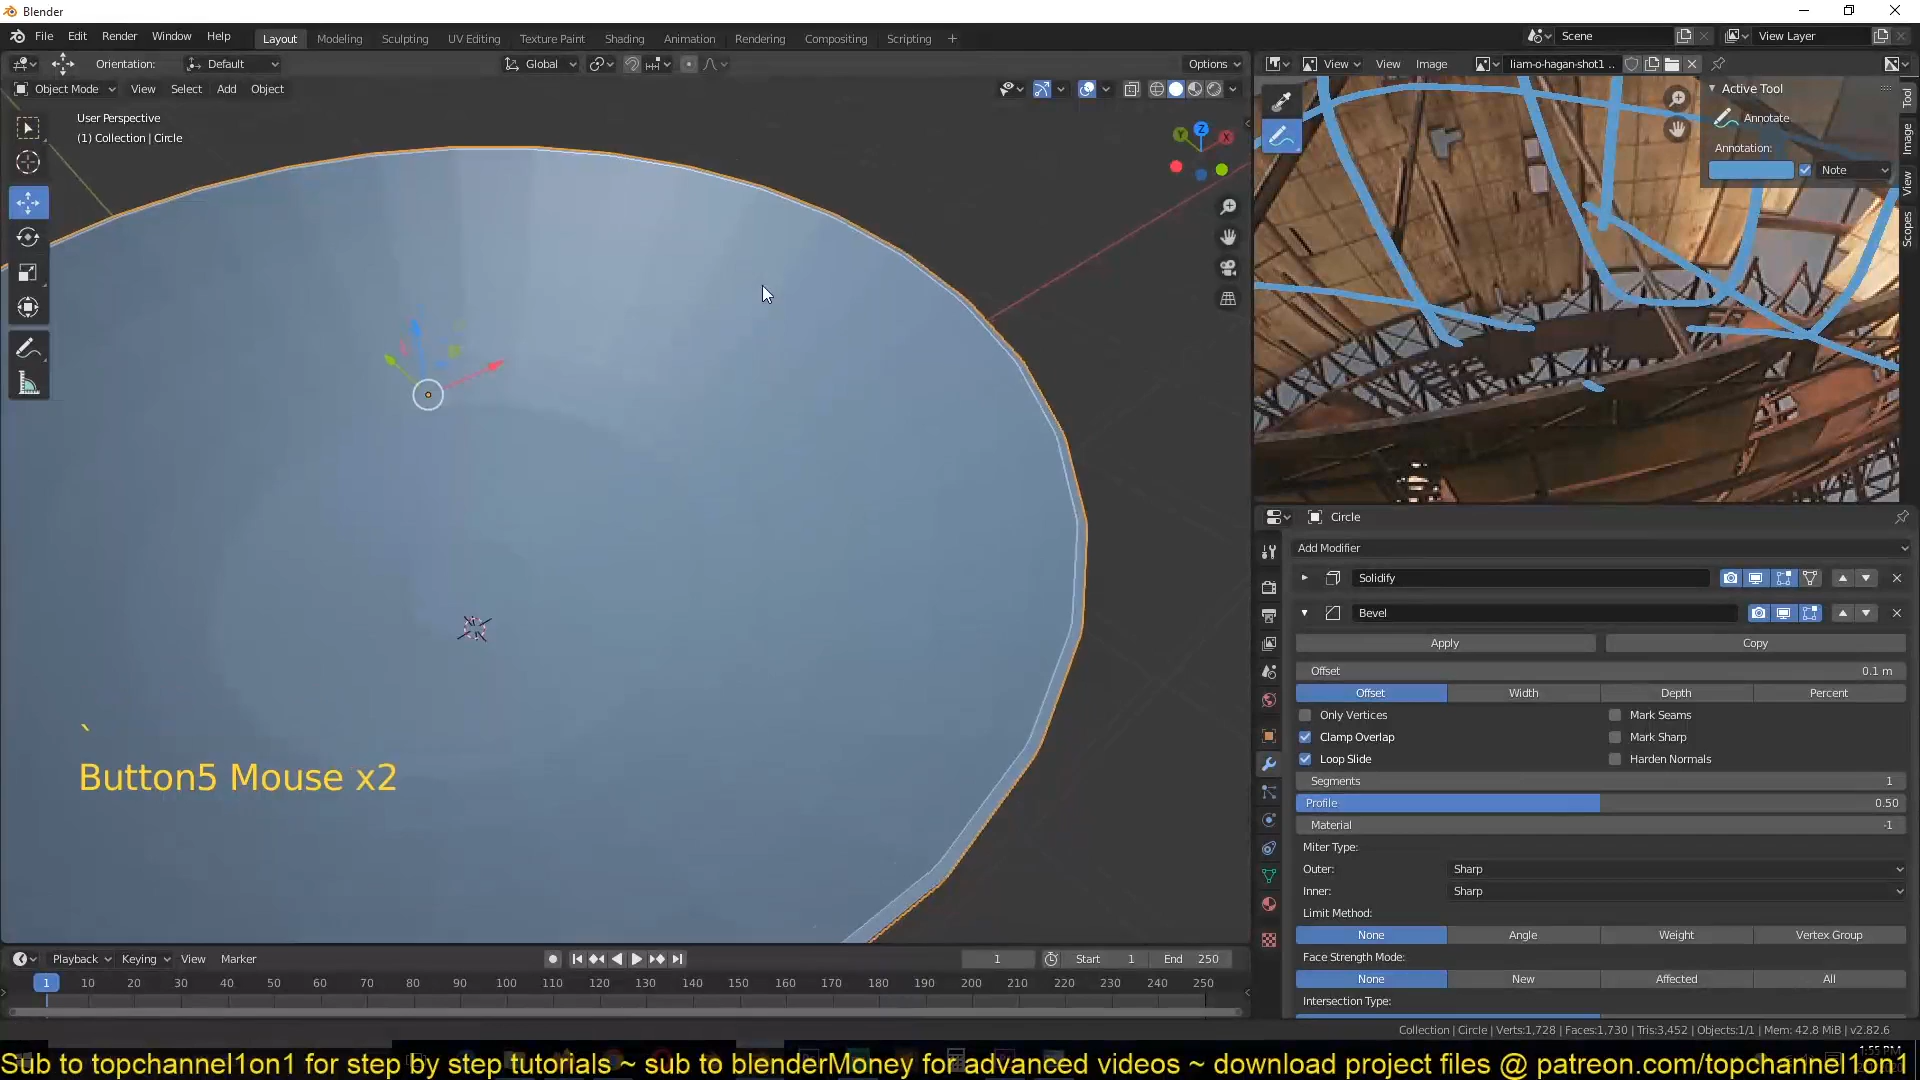 Blender
File Edit Render Window Help
Layout Modeling Sculpting UV Editing Texture Paint Shading Animation Rendering Compositing Scripting +
Scene View Layer
Orientation: Default Global Options
View View Image liam-o-hagan-shot1 ..
Object Mode View Select Add Object
User Perspective
(1) Collection | Circle
Z
Y
X
Active Tool
Annotate
Annotation:
Note
Tool
Image
View
Scopes
Circle
Add Modifier
Solidify
Bevel
Apply Copy
Offset 0.1 m
Offset Width Depth Percent
Only Vertices Mark Seams
Clamp Overlap Mark Sharp
Loop Slide Harden Normals
Segments 1
Profile 0.50
Material -1
Miter Type:
Outer: Sharp
Inner: Sharp
Limit Method:
None Angle Weight Vertex Group
Face Strength Mode:
None New Affected All
Intersection Type:
`
Button5 Mouse x2
Playback Keying View Marker 1 Start 1 End 250
1 10 20 30 40 50 60 70 80 90 100 110 120 130 140 150 160 170 180 190 200 210 220 230 240 250
Collection | Circle | Verts:1,728 | Faces:1,730 | Tris:3,452 | Objects:1/1 | Mem: 42.8 MiB | v2.82.6
1:55 PM
Sub to topchannel1on1 for step by step tutorials ~ sub to blenderMoney for advanced videos ~ download project files @ patreon.com/topchannel1on1